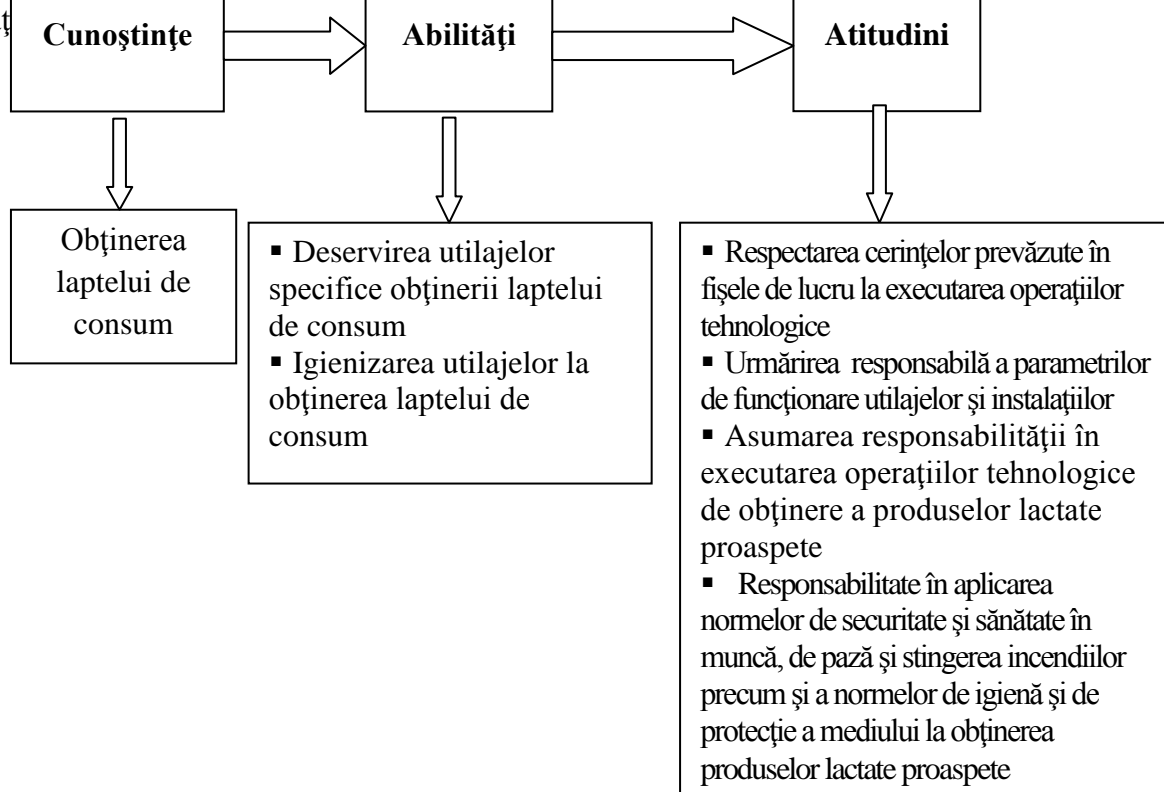 Cunoştinţe
Abilităţi
Atitudini
Obţinerea
laptelui de
consum
▪ Deservirea utilajelor
specifice obţinerii laptelui
de consum
▪ Igienizarea utilajelor la
obţinerea laptelui de
consum
▪ Respectarea cerinţelor prevăzute în
fişele de lucru la executarea operaţiilor
tehnologice
▪ Urmărirea responsabilă a parametrilor
de funcţionare utilajelor şi instalaţiilor
▪ Asumarea responsabilităţii în
executarea operaţiilor tehnologice
de obţinere a produselor lactate
proaspete
▪ Responsabilitate în aplicarea
normelor de securitate şi sănătate în
muncă, de pază şi stingerea incendiilor
precum şi a normelor de igienă şi de
protecţie a mediului la obţinerea
produselor lactate proaspete